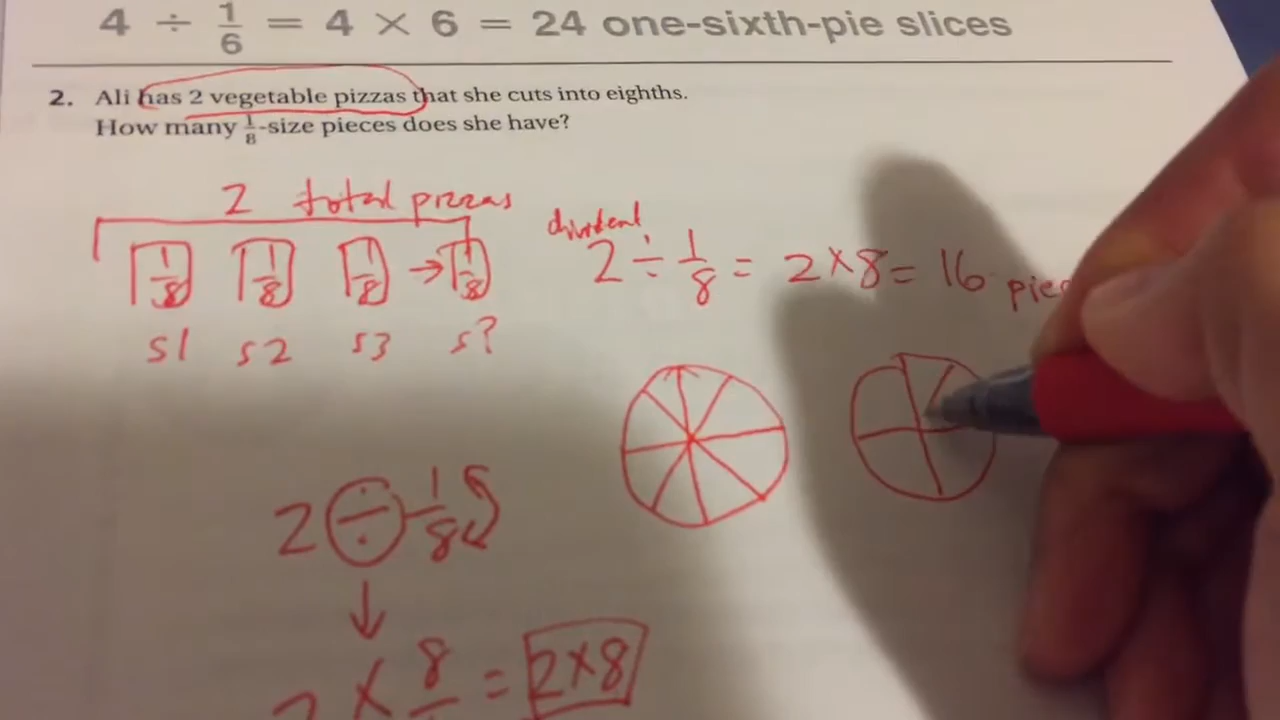 4 ÷ 1/6 = 4 × 6 = 24 one-sixth-pie slices
2. Ali has 2 vegetable pizzas that she cuts into eighths.
How many 1/8-size pieces does she have?
2 total pizzas
1/8 1/8 1/8 → 1/8
s1 s2 s3 s?
dividend
2 ÷ 1/8 = 2 × 8 = 16
2 ÷ 1/8
↓
2 × 8 = 2×8